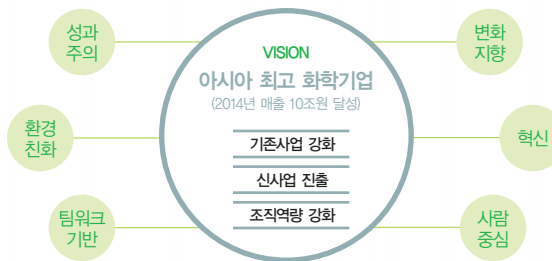 성과
주의
환경
친화
팀워크
기반
VISION
아시아 최고 화학기업
(2014년 매출 10조원 달성)
기존사업 강화
신사업 진출
조직역량 강화
변화
지향
혁신
사람
중심